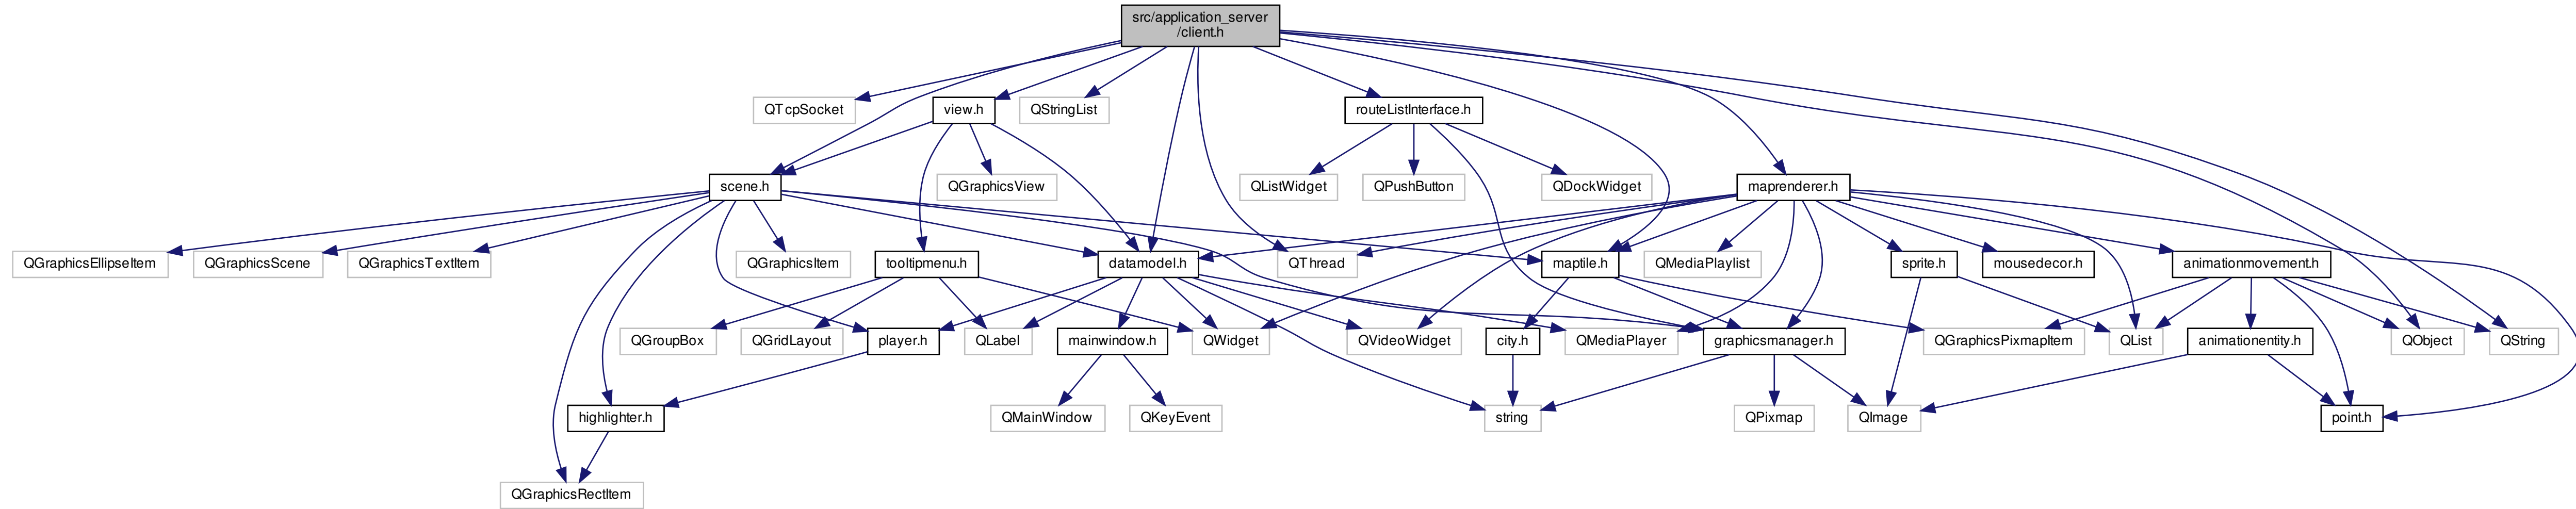 src/application_server
/client.h
QTcpSocket
view.h
QStringList
routeListInterface.h
scene.h
QGraphicsView
QListWidget
QPushButton
QDockWidget
maprenderer.h
QGraphicsEllipseItem
QGraphicsScene
QGraphicsTextItem
QGraphicsItem
tooltipmenu.h
datamodel.h
QThread
maptile.h
QMediaPlaylist
sprite.h
mousedecor.h
animationmovement.h
QGroupBox
QGridLayout
player.h
QLabel
mainwindow.h
QWidget
QVideoWidget
city.h
QMediaPlayer
graphicsmanager.h
QGraphicsPixmapItem
QList
animationentity.h
QObject
QString
highlighter.h
QMainWindow
QKeyEvent
string
QPixmap
QImage
point.h
QGraphicsRectItem